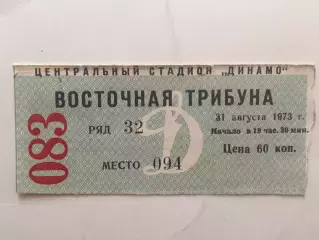 ЦЕНТРАЛЬНЫЙ СТАДИОН „ДИНАМО"
083
ВОСТОЧНАЯ ТРИБУНА
РЯД 32
31 августа 1973 г.
Начало в 19 час. 30 мин.
МЕСТО 094
Цена 60 коп.